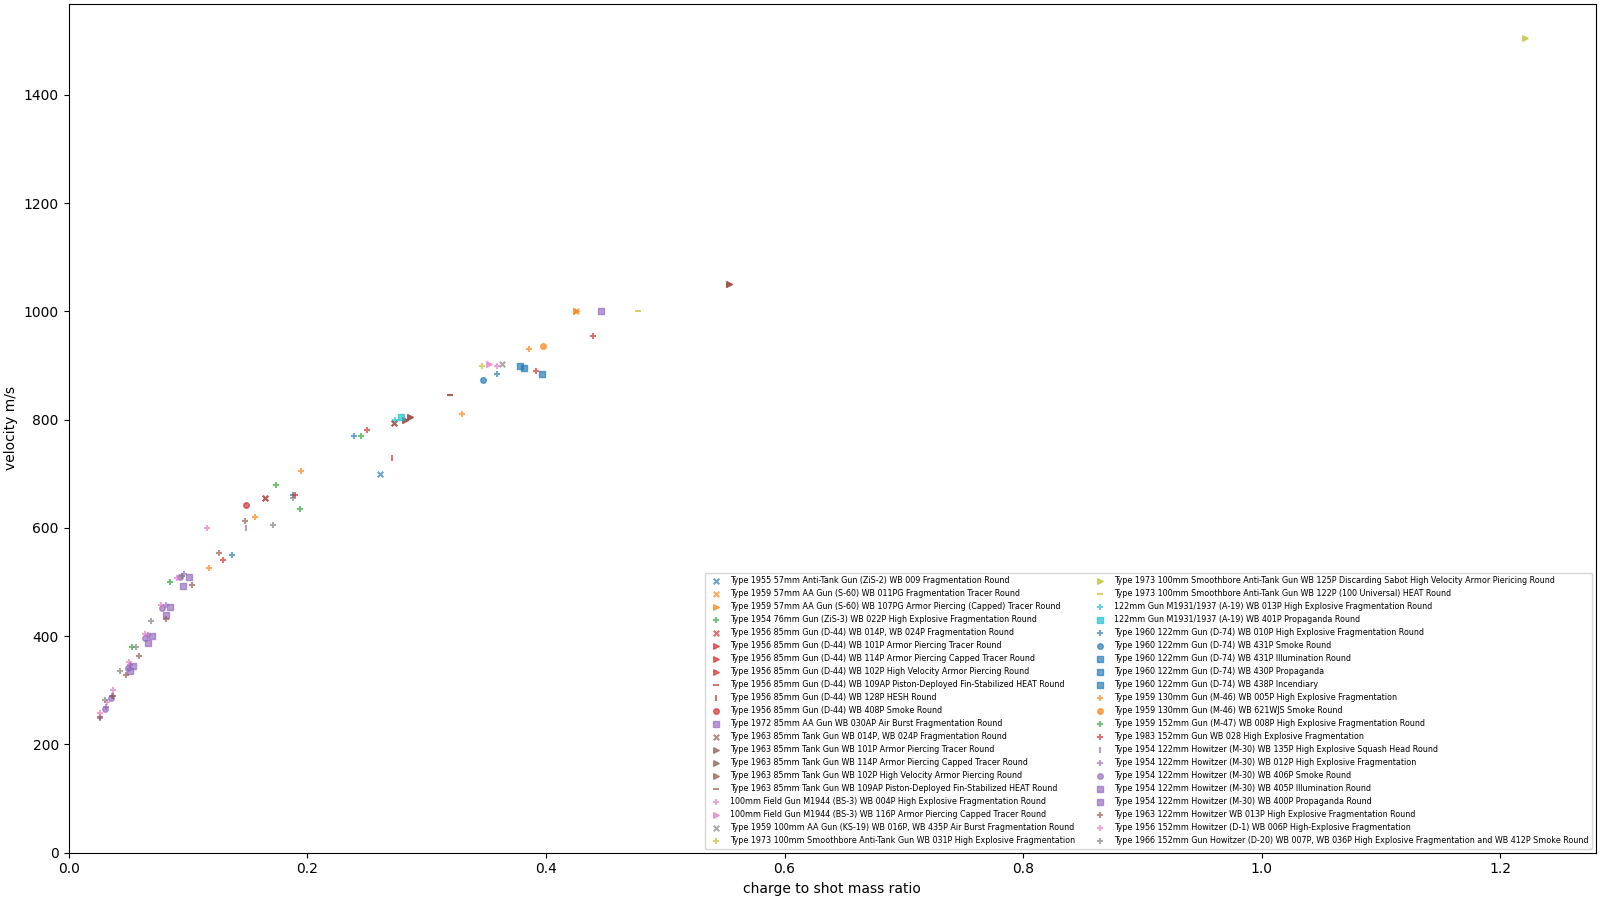 1400
1200
1000
800
600
400
200
0
velocity m/s
0.0
0.2
0.4
0.6
0.8
1.0
1.2
charge to shot mass ratio
Type 1955 57mm Anti-Tank Gun (ZiS-2) WB 009 Fragmentation Round
Type 1959 57mm AA Gun (S-60) WB 011PG Fragmentation Tracer Round
Type 1959 57mm AA Gun (S-60) WB 107PG Armor Piercing (Capped) Tracer Round
Type 1954 76mm Gun (ZiS-3) WB 022P High Explosive Fragmentation Round
Type 1956 85mm Gun (D-44) WB 014P, WB 024P Fragmentation Round
Type 1956 85mm Gun (D-44) WB 101P Armor Piercing Tracer Round
Type 1956 85mm Gun (D-44) WB 114P Armor Piercing Capped Tracer Round
Type 1956 85mm Gun (D-44) WB 102P High Velocity Armor Piercing Round
Type 1956 85mm Gun (D-44) WB 109AP Piston-Deployed Fin-Stabilized HEAT Round
Type 1956 85mm Gun (D-44) WB 128P HESH Round
Type 1956 85mm Gun (D-44) WB 408P Smoke Round
Type 1972 85mm AA Gun WB 030AP Air Burst Fragmentation Round
Type 1963 85mm Tank Gun WB 014P, WB 024P Fragmentation Round
Type 1963 85mm Tank Gun WB 101P Armor Piercing Tracer Round
Type 1963 85mm Tank Gun WB 114P Armor Piercing Capped Tracer Round
Type 1963 85mm Tank Gun WB 102P High Velocity Armor Piercing Round
Type 1963 85mm Tank Gun WB 109AP Piston-Deployed Fin-Stabilized HEAT Round
100mm Field Gun M1944 (BS-3) WB 004P High Explosive Fragmentation Round
100mm Field Gun M1944 (BS-3) WB 116P Armor Piercing Capped Tracer Round
Type 1959 100mm AA Gun (KS-19) WB 016P, WB 435P Air Burst Fragmentation Round
Type 1973 100mm Smoothbore Anti-Tank Gun WB 031P High Explosive Fragmentation
Type 1973 100mm Smoothbore Anti-Tank Gun WB 125P Discarding Sabot High Velocity Armor Piericing Round
Type 1973 100mm Smoothbore Anti-Tank Gun WB 122P (100 Universal) HEAT Round
122mm Gun M1931/1937 (A-19) WB 013P High Explosive Fragmentation Round
122mm Gun M1931/1937 (A-19) WB 401P Propaganda Round
Type 1960 122mm Gun (D-74) WB 010P High Explosive Fragmentation Round
Type 1960 122mm Gun (D-74) WB 431P Smoke Round
Type 1960 122mm Gun (D-74) WB 431P Illumination Round
Type 1960 122mm Gun (D-74) WB 430P Propaganda
Type 1960 122mm Gun (D-74) WB 438P Incendiary
Type 1959 130mm Gun (M-46) WB 005P High Explosive Fragmentation
Type 1959 130mm Gun (M-46) WB 621WJS Smoke Round
Type 1959 152mm Gun (M-47) WB 008P High Explosive Fragmentation Round
Type 1983 152mm Gun WB 028 High Explosive Fragmentation
Type 1954 122mm Howitzer (M-30) WB 135P High Explosive Squash Head Round
Type 1954 122mm Howitzer (M-30) WB 012P High Explosive Fragmentation
Type 1954 122mm Howitzer (M-30) WB 406P Smoke Round
Type 1954 122mm Howitzer (M-30) WB 405P Illumination Round
Type 1954 122mm Howitzer (M-30) WB 400P Propaganda Round
Type 1963 122mm Howitzer WB 013P High Explosive Fragmentation Round
Type 1956 152mm Howitzer (D-1) WB 006P High-Explosive Fragmentation
Type 1966 152mm Gun Howitzer (D-20) WB 007P, WB 036P High Explosive Fragmentation and WB 412P Smoke Round